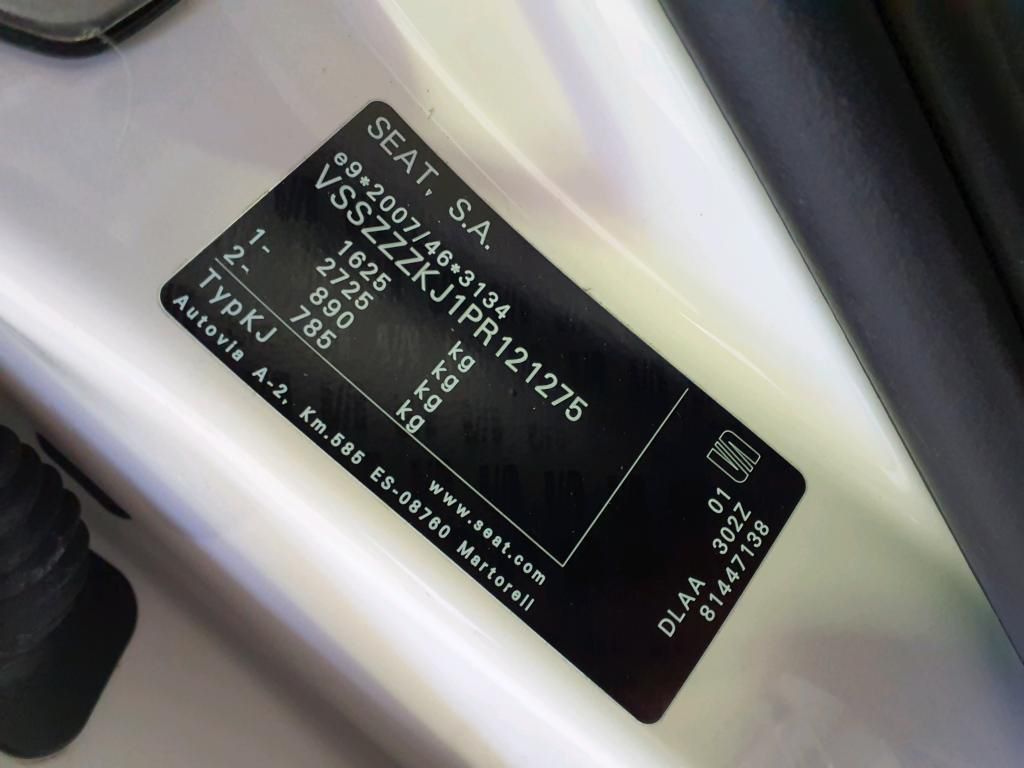 SEAT, S.A.
e9*2007/46*3134
VSSZZZKJ1PR121275
1625 kg
2725 kg
1- 890 kg
2- 785 kg
TypKJ
www.seat.com
Autovia A-2, Km.585 ES-08760 Martorell
01
DLAA 302Z
81447138